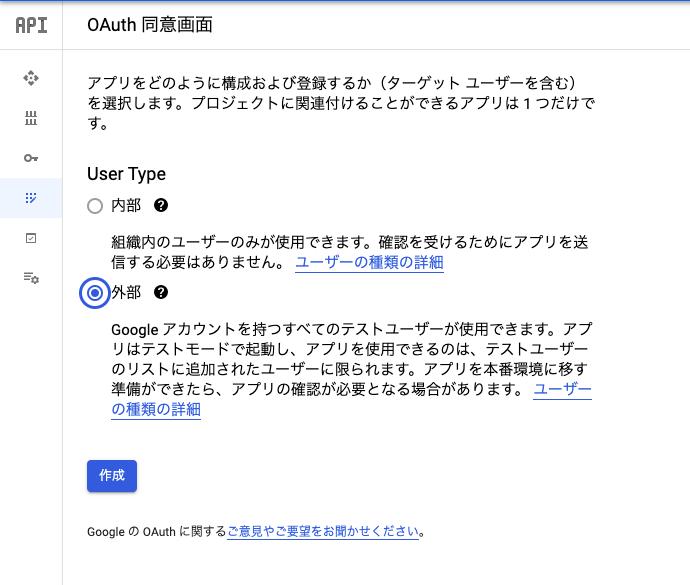 API
OAuth 同意画面
アプリをどのように構成および登録するか（ターゲット ユーザーを含む）
を選択します。プロジェクトに関連付けることができるアプリは 1 つだけで
す。
User Type
内部
組織内のユーザーのみが使用できます。確認を受けるためにアプリを送
信する必要はありません。 ユーザーの種類の詳細
外部
Google アカウントを持つすべてのテストユーザーが使用できます。アプ
リはテストモードで起動し、アプリを使用できるのは、テストユーザー
のリストに追加されたユーザーに限られます。アプリを本番環境に移す
準備ができたら、アプリの確認が必要となる場合があります。 ユーザー
の種類の詳細
作成
Google の OAuth に関するご意見やご要望をお聞かせください。